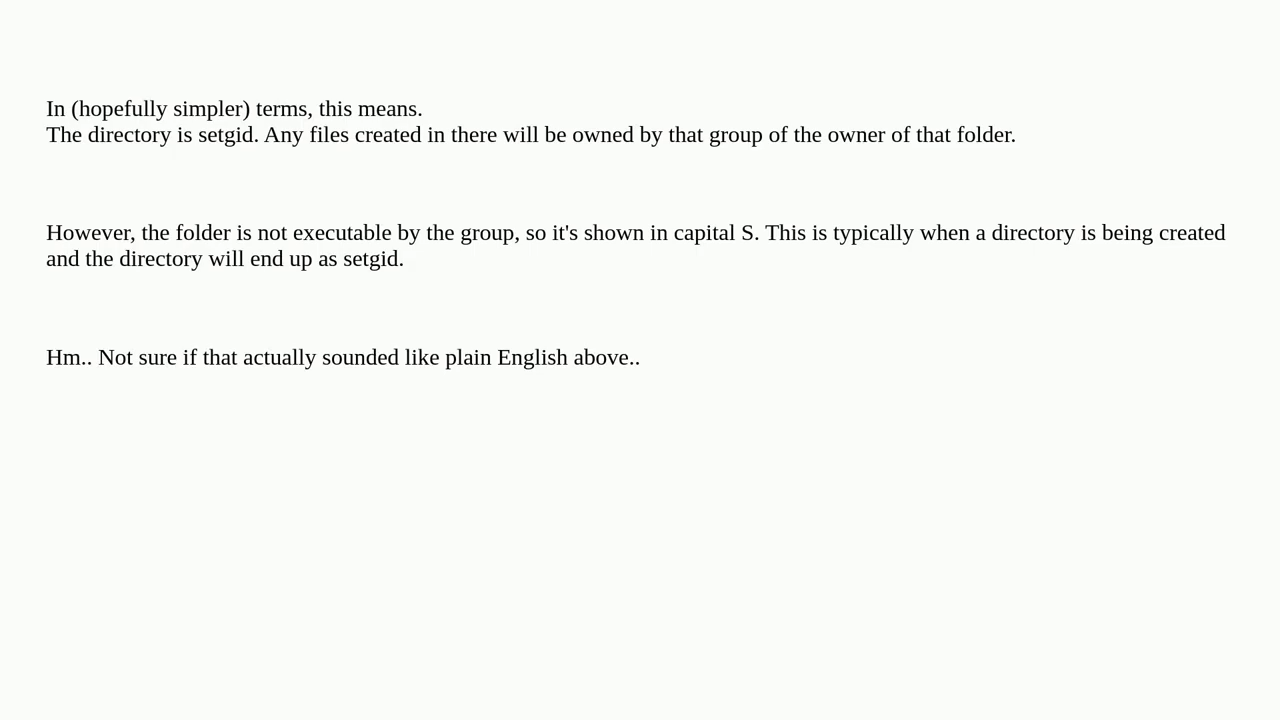 In (hopefully simpler) terms, this means.
The directory is setgid. Any files created in there will be owned by that group of the owner of that folder.
However, the folder is not executable by the group, so it's shown in capital S. This is typically when a directory is being created
and the directory will end up as setgid.
Hm.. Not sure if that actually sounded like plain English above..